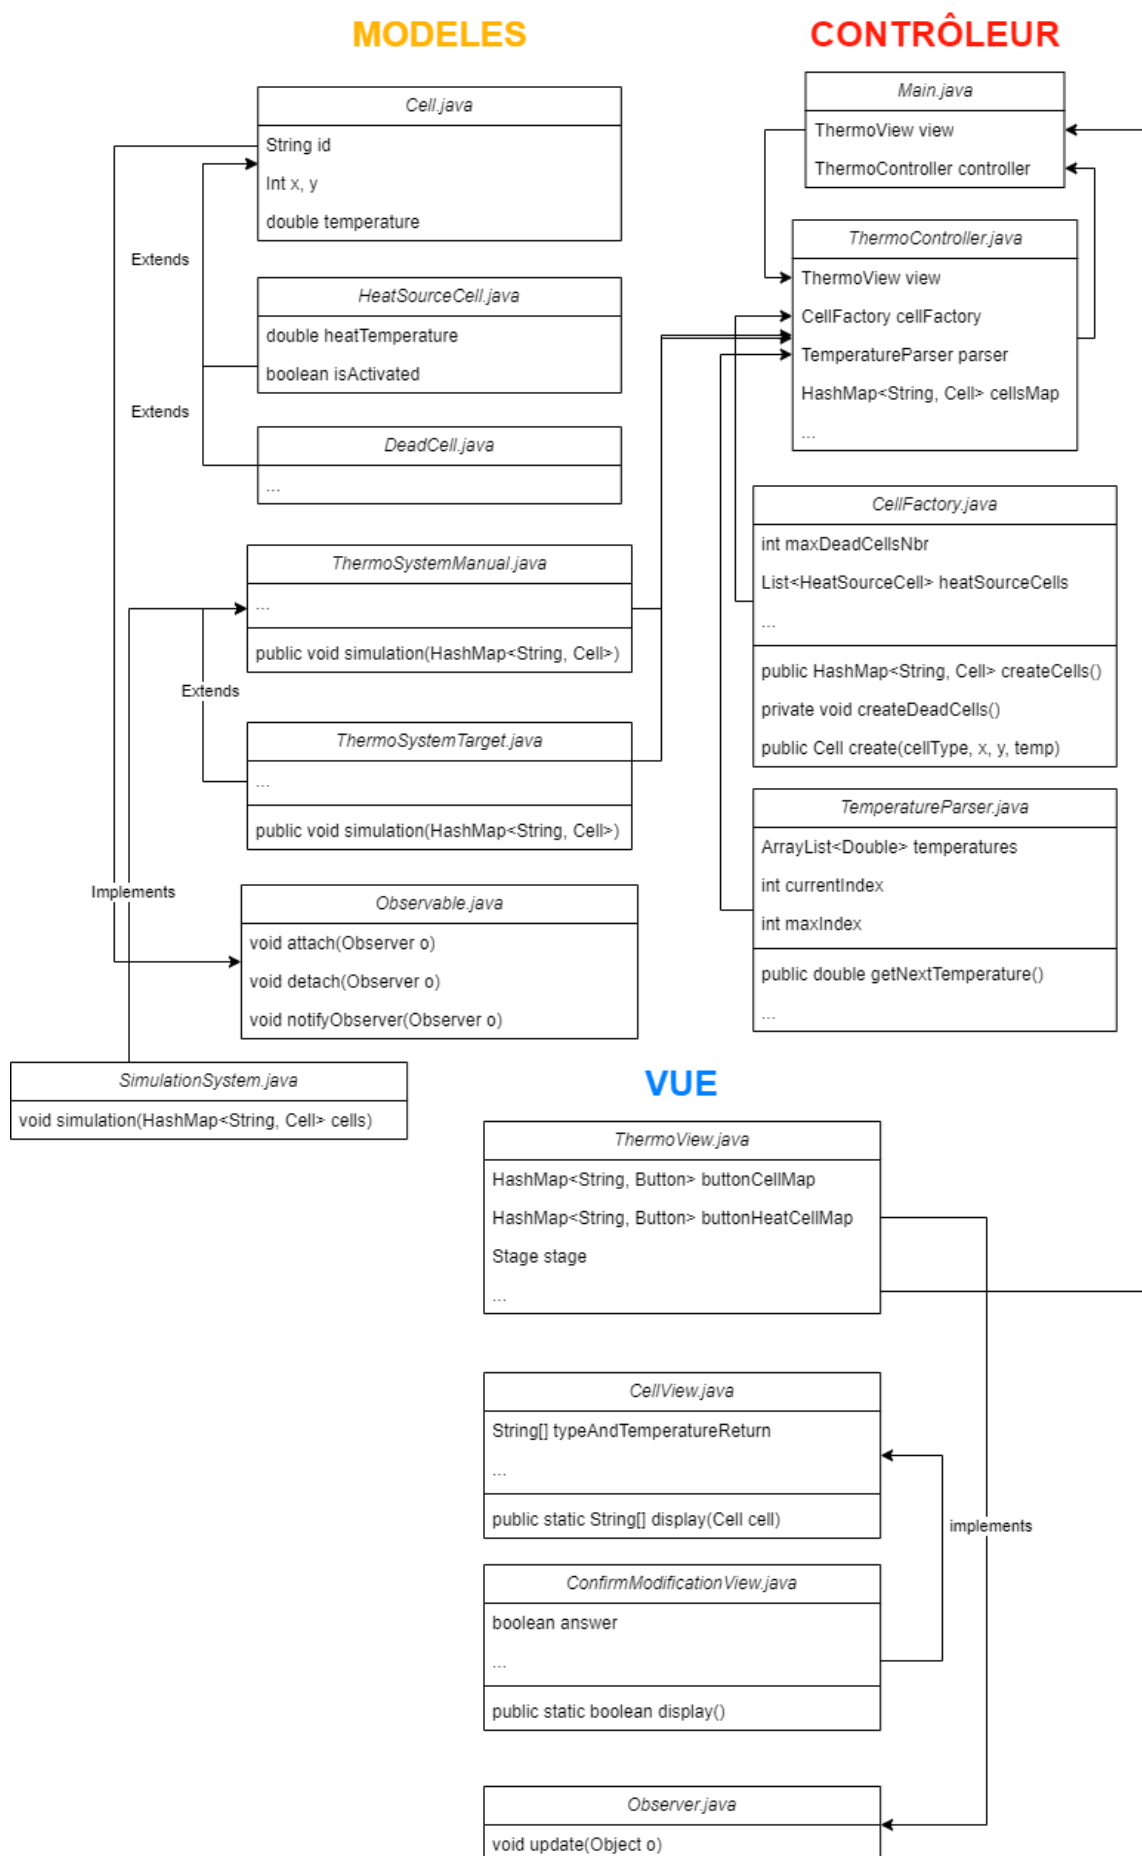 MODELES
Cell.java
String id
Int x, y
double temperature
Extends
HeatSourceCell.java
double heatTemperature
boolean isActivated
Extends
DeadCell.java
...
ThermoSystemManual.java
...
public void simulation(HashMap<String, Cell>)
Extends
ThermoSystemTarget.java
...
public void simulation(HashMap<String, Cell>)
Implements
Observable.java
void attach(Observer o)
void detach(Observer o)
void notifyObserver(Observer o)
SimulationSystem.java
void simulation(HashMap<String, Cell> cells)
CONTRÔLEUR
Main.java
ThermoView view
ThermoController controller
ThermoController.java
ThermoView view
CellFactory cellFactory
TemperatureParser parser
HashMap<String, Cell> cellsMap
...
CellFactory.java
int maxDeadCellsNbr
List<HeatSourceCell> heatSourceCells
...
public HashMap<String, Cell> createCells()
private void createDeadCells()
public Cell create(cellType, x, y, temp)
TemperatureParser.java
ArrayList<Double> temperatures
int currentIndex
int maxIndex
public double getNextTemperature()
...
VUE
ThermoView.java
HashMap<String, Button> buttonCellMap
HashMap<String, Button> buttonHeatCellMap
Stage stage
...
CellView.java
String[] typeAndTemperatureReturn
...
public static String[] display(Cell cell)
implements
ConfirmModificationView.java
boolean answer
...
public static boolean display()
Observer.java
void update(Object o)